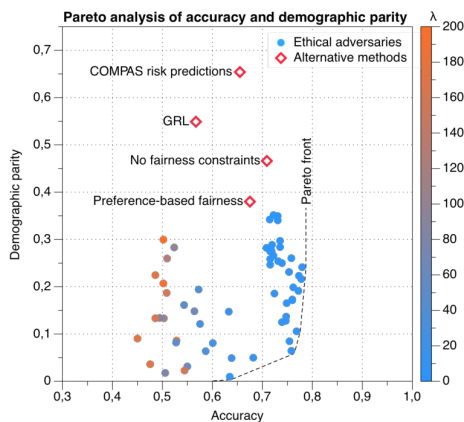 Pareto analysis of accuracy and demographic parity
λ
Ethical adversaries
Alternative methods
COMPAS risk predictions
GRL
No fairness constraints
Preference-based fairness
Pareto front
Demographic parity
0,7
0,6
0,5
0,4
0,3
0,2
0,1
0
0,3 0,4 0,5 0,6 0,7 0,8 0,9 1,0
Accuracy
200
180
160
140
120
100
80
60
40
20
0